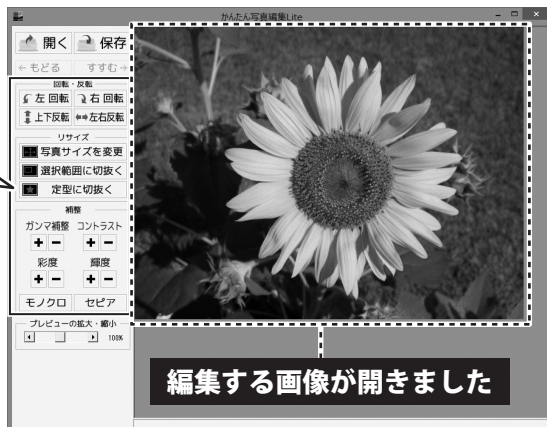 かんたん写真編集Lite
開く 保存
←もどる すすむ→
回転・反転
左 回転 右 回転
上下反転 左右反転
リサイズ
写真サイズを変更
選択範囲に切抜く
定型に切抜く
補整
ガンマ補整 コントラスト
+ - + -
彩度 輝度
+ - + -
モノクロ セピア
プレビューの拡大・縮小
100%
編集する画像が開きました